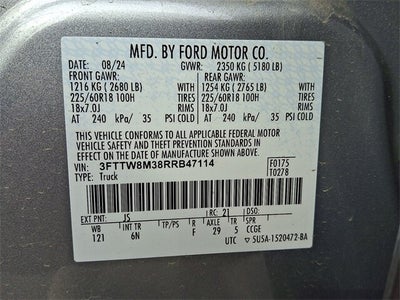 MFD. BY FORD MOTOR CO.
DATE: 08/24 GVWR: 2350 KG ( 5180 LB)
FRONT GAWR: REAR GAWR:
1216 KG ( 2680 LB) 1254 KG ( 2765 LB)
225/60R18 100H TIRES 225/60R18 100H TIRES
18x7.0J RIMS 18x7.0J RIMS
AT 240 kPa/ 35 PSI COLD AT 240 kPa/ 35 PSI COLD
THIS VEHICLE CONFORMS TO ALL APPLICABLE FEDERAL MOTOR
VEHICLE SAFETY AND THEFT PREVENTION STANDARDS IN EFFECT
ON THE DATE OF MANUFACTURE SHOWN ABOVE.
VIN: 3FTTW8M38RRB47114 F0175
TYPE: Truck T0278
EXT PNT: JS RC: 21 DSO:
WB INT TR TP/PS R AXLE TR S
121 6N F 29 5 CCGE
UTC 5U5A-1520472-BA